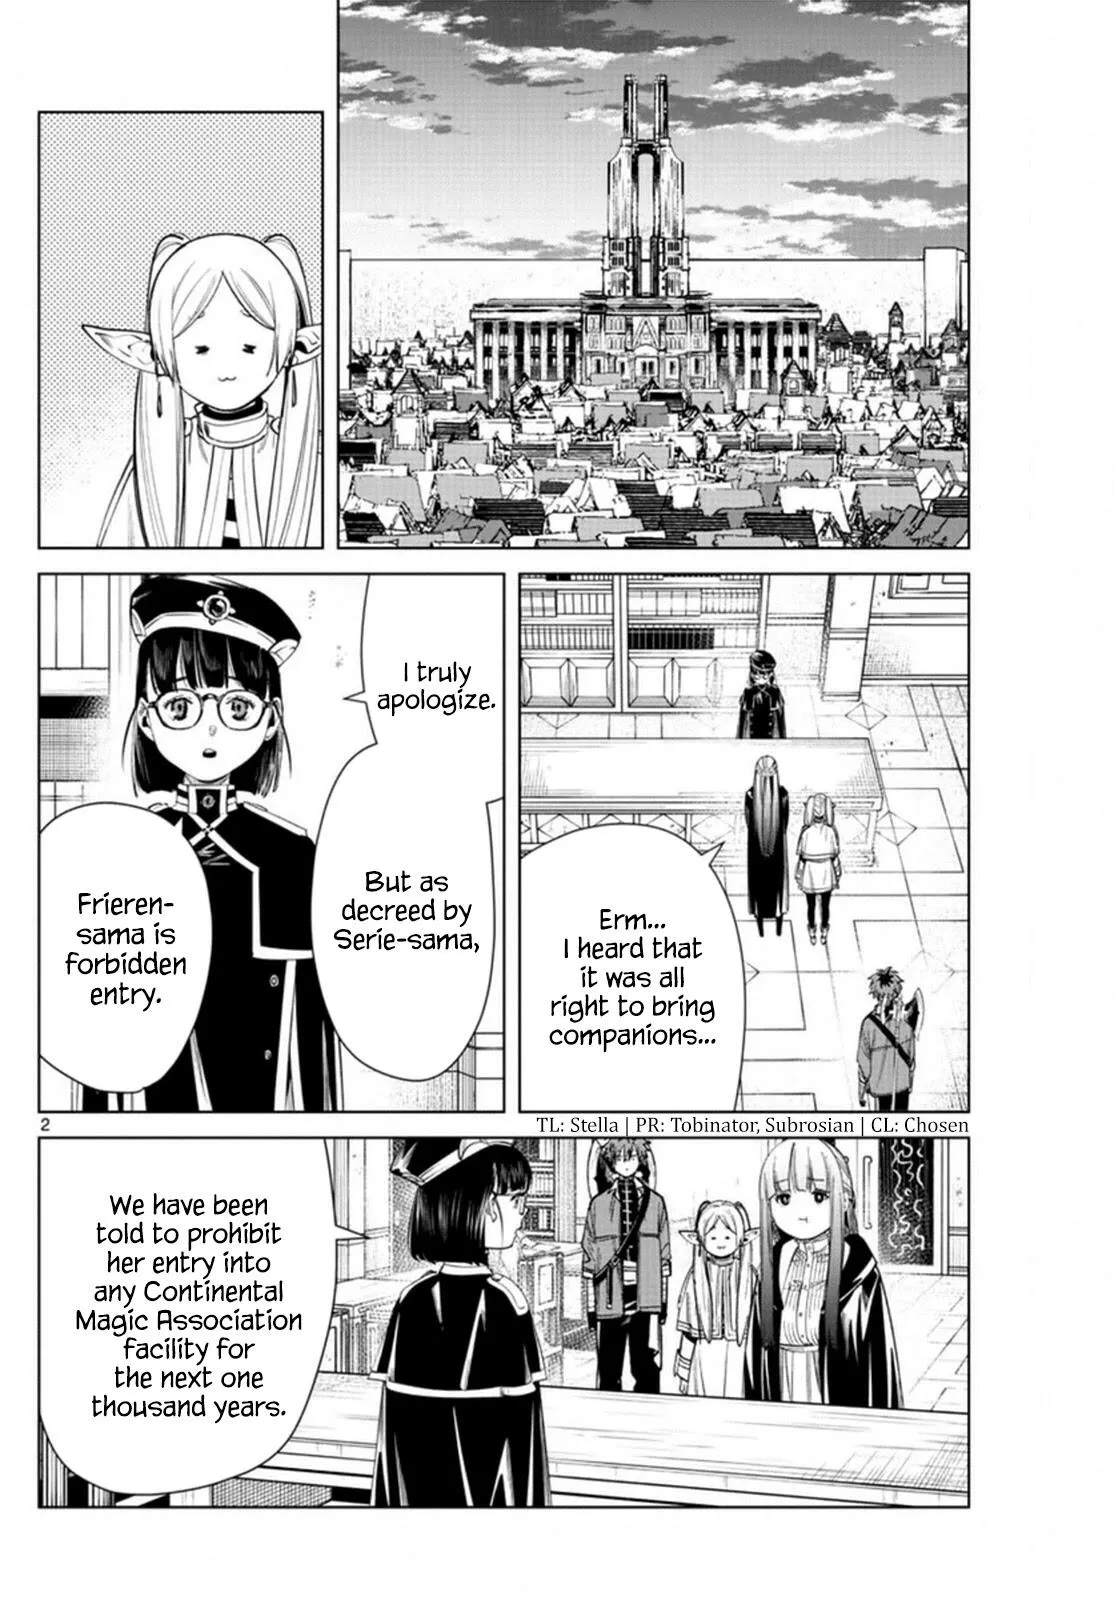 Erm...
I heard that
it was all
right to bring
companions...
I truly
apologize.
But as
decreed by
Serie-sama,
Frieren-
sama is
forbidden
entry.
2
TL: Stella | PR: Tobinator, Subrosian | CL: Chosen
We have been
told to prohibit
her entry into
any Continental
Magic Association
facility for
the next one
thousand years.